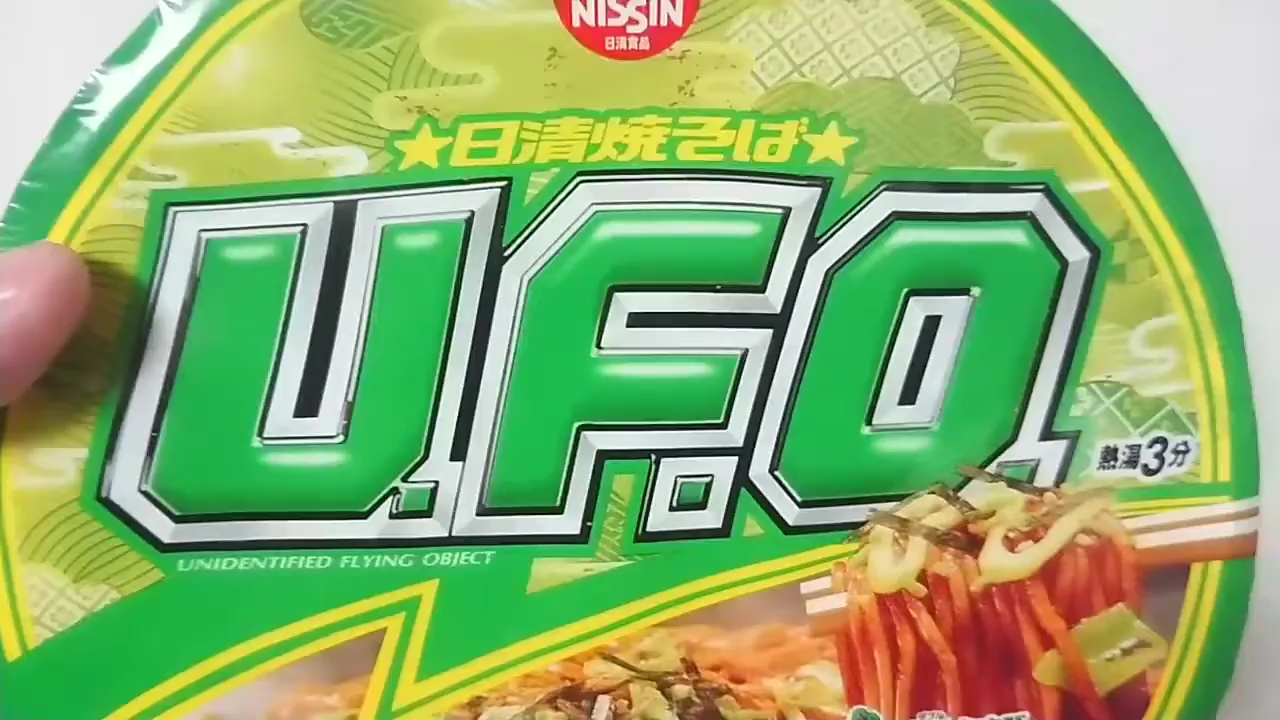 NISSIN
日清食品
★日清焼そば★
U.F.O.
UNIDENTIFIED FLYING OBJECT
熱湯3分